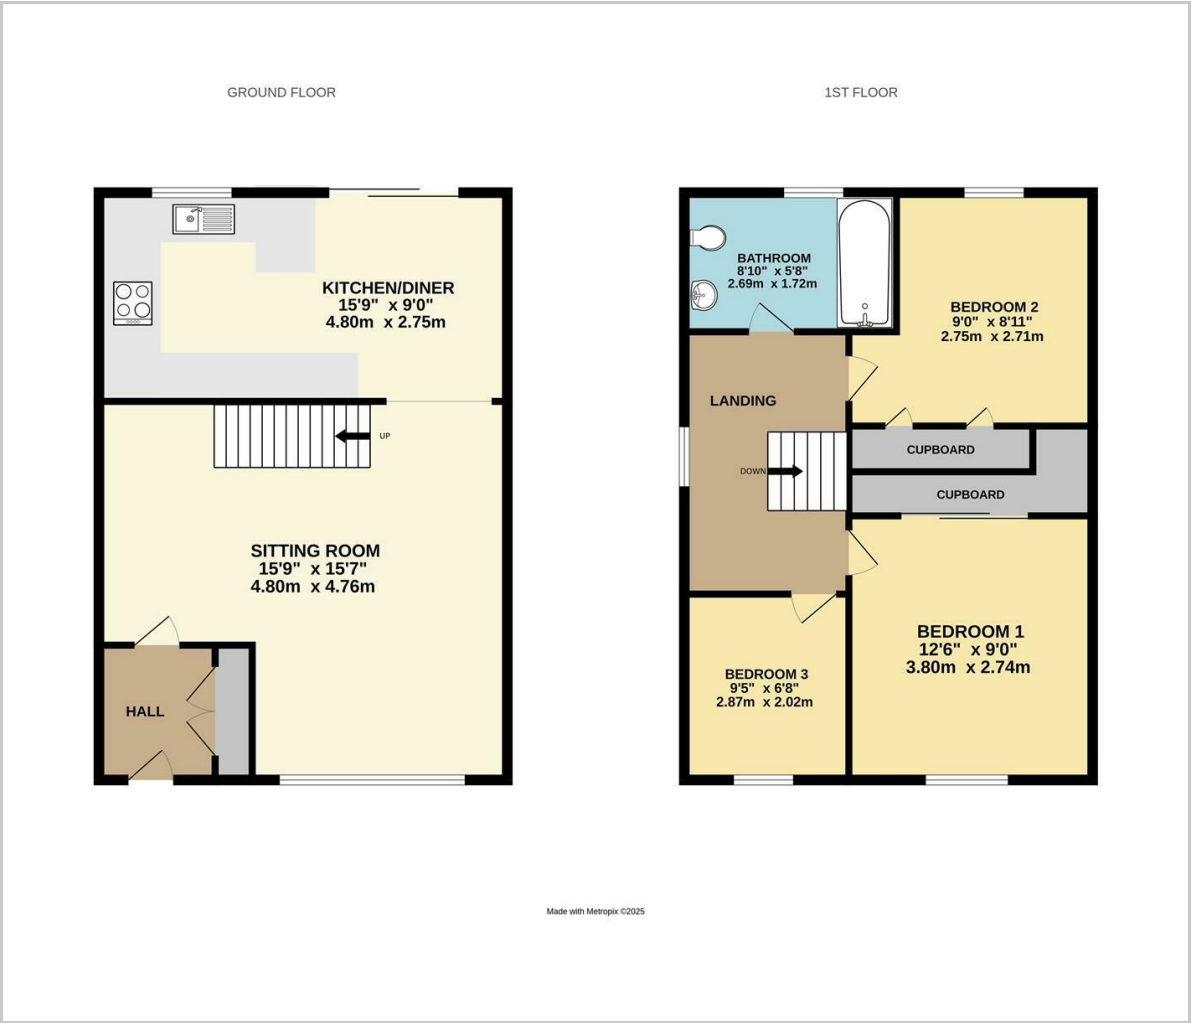 GROUND FLOOR
1ST FLOOR
KITCHEN/DINER
15'9" x 9'0"
4.80m x 2.75m
UP
SITTING ROOM
15'9" x 15'7"
4.80m x 4.76m
HALL
BATHROOM
8'10" x 5'8"
2.69m x 1.72m
BEDROOM 2
9'0" x 8'11"
2.75m x 2.71m
LANDING
DOWN
CUPBOARD
CUPBOARD
BEDROOM 1
12'6" x 9'0"
3.80m x 2.74m
BEDROOM 3
9'5" x 6'8"
2.87m x 2.02m
Made with Metropix ©2025